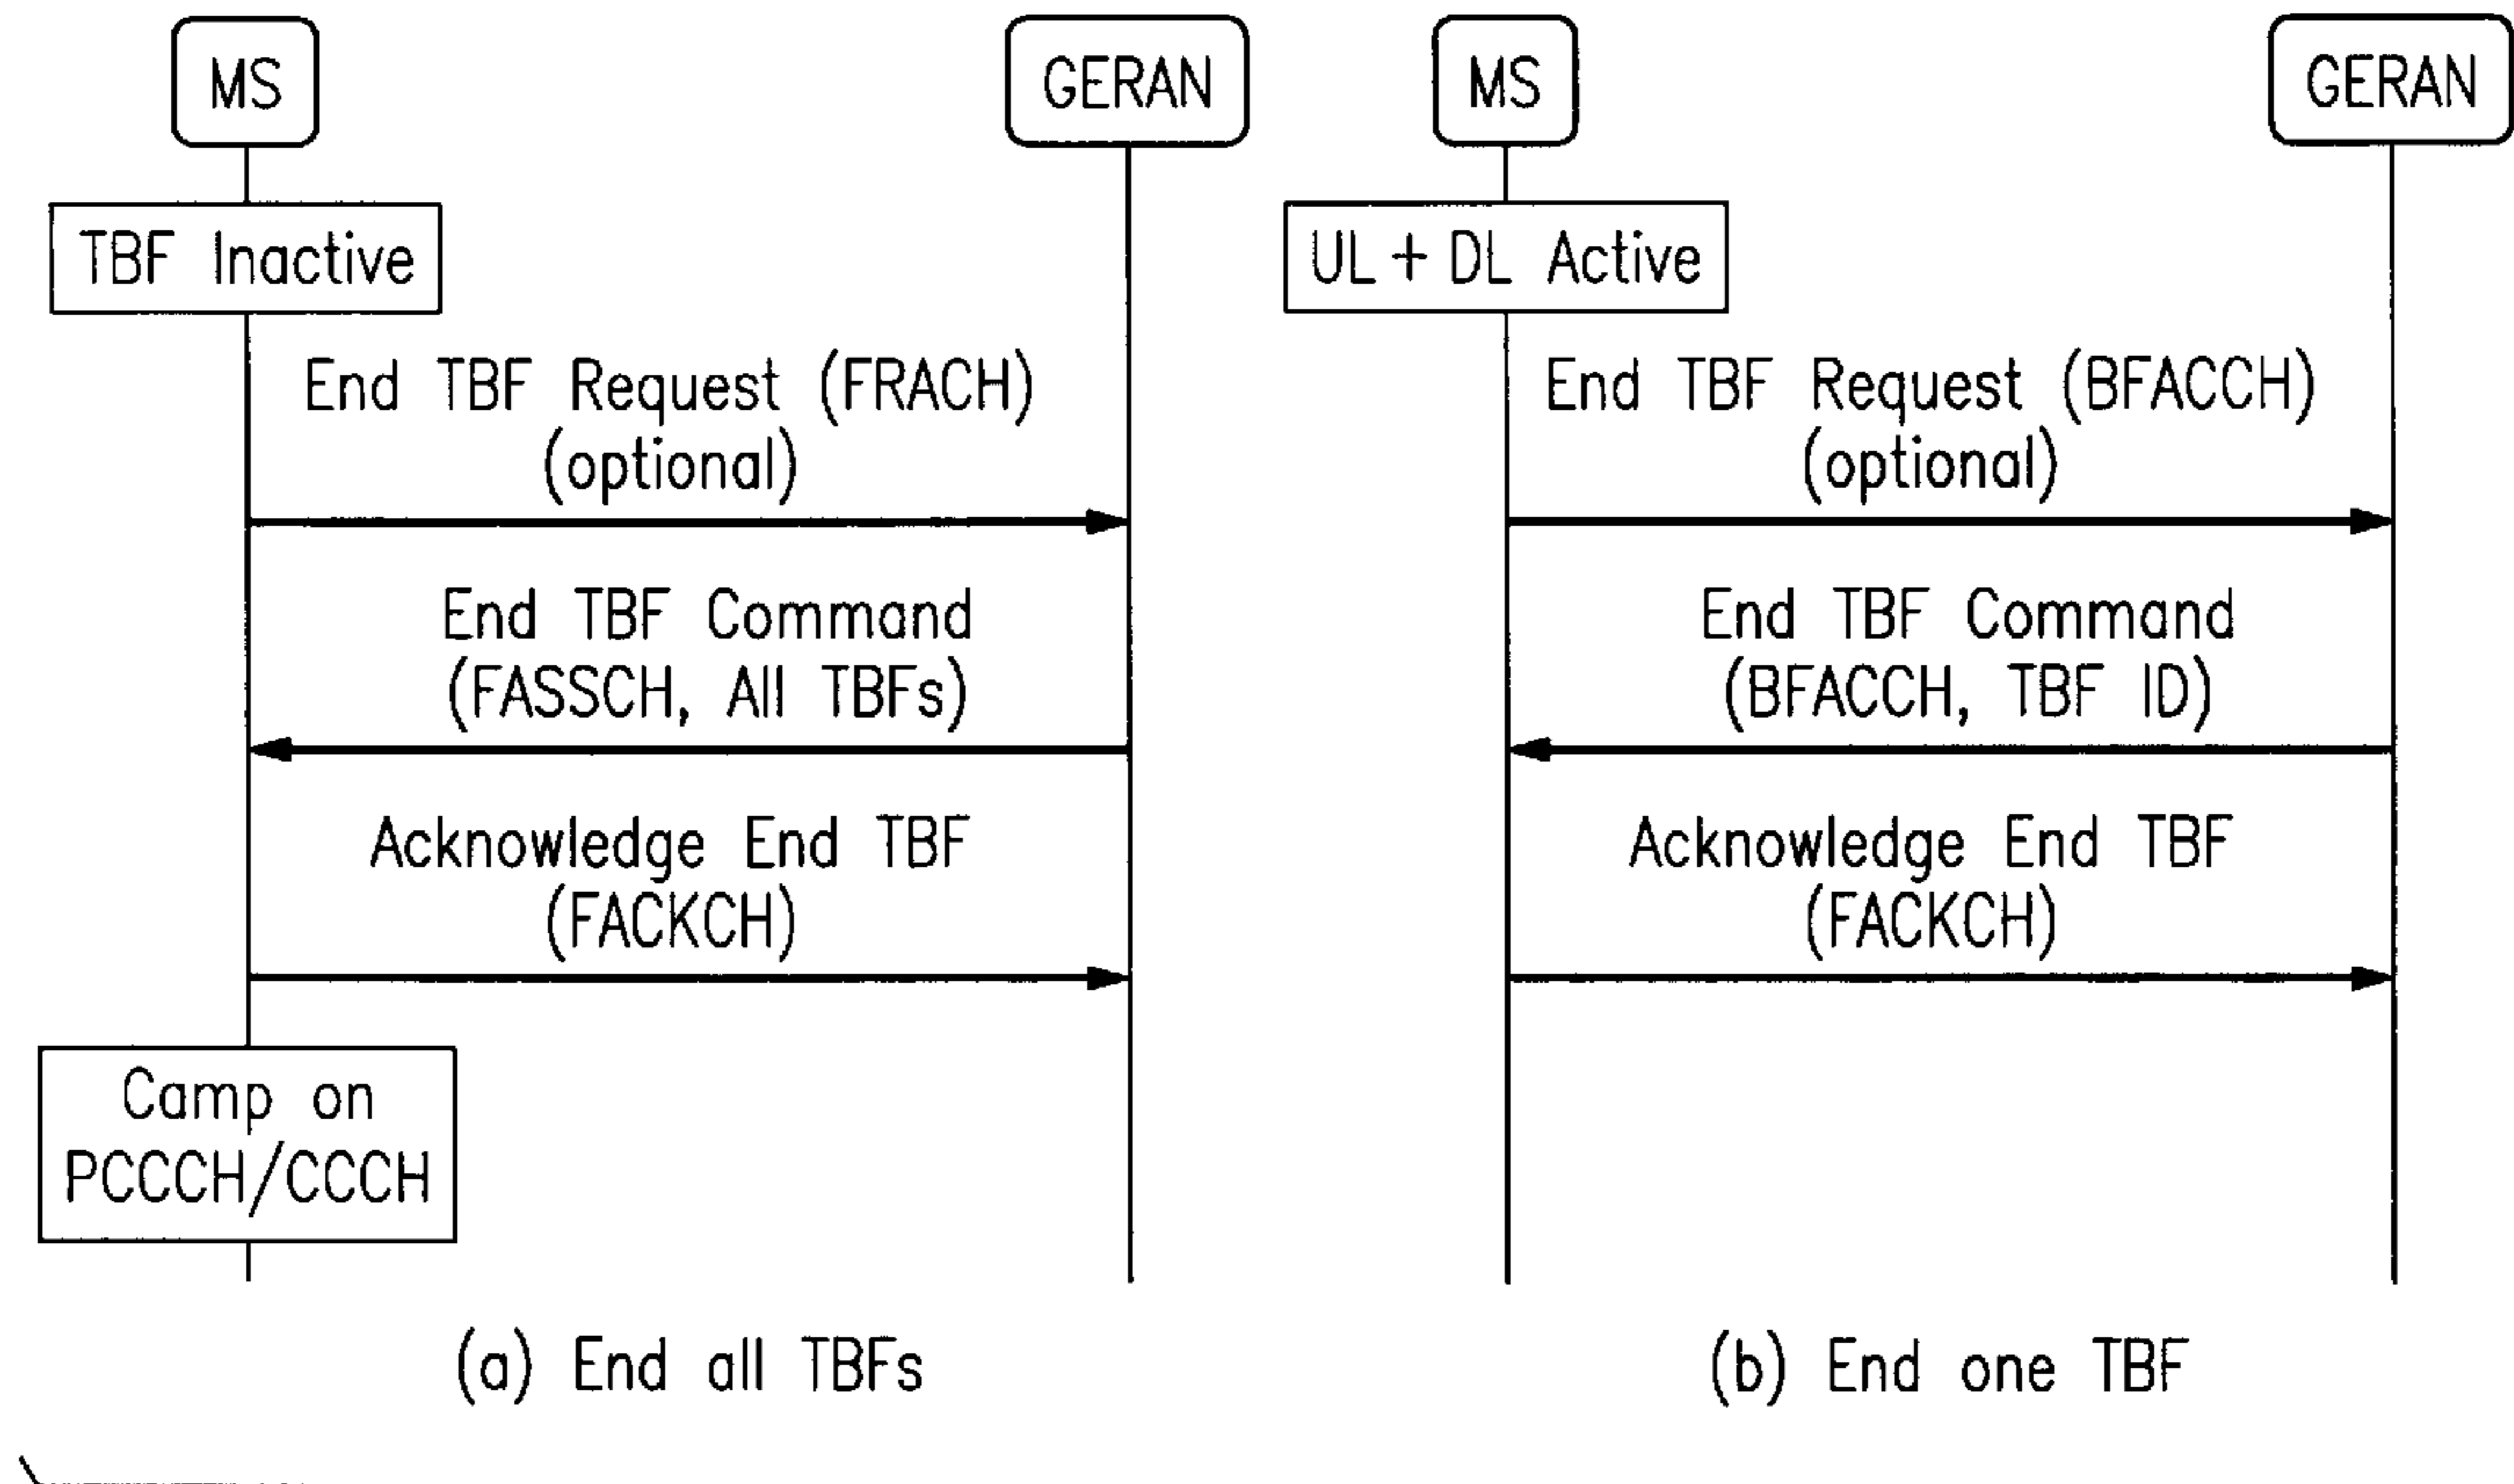 MS
GERAN
TBF Inactive
End TBF Request (FRACH)
(optional)
End TBF Command
(FASSCH, All TBFs)
Acknowledge End TBF
(FACKCH)
Camp on
PCCCH/CCCH
(a) End all TBFs
MS
GERAN
UL + DL Active
End TBF Request (BFACCH)
(optional)
End TBF Command
(BFACCH, TBF ID)
Acknowledge End TBF
(FACKCH)
(b) End one TBF